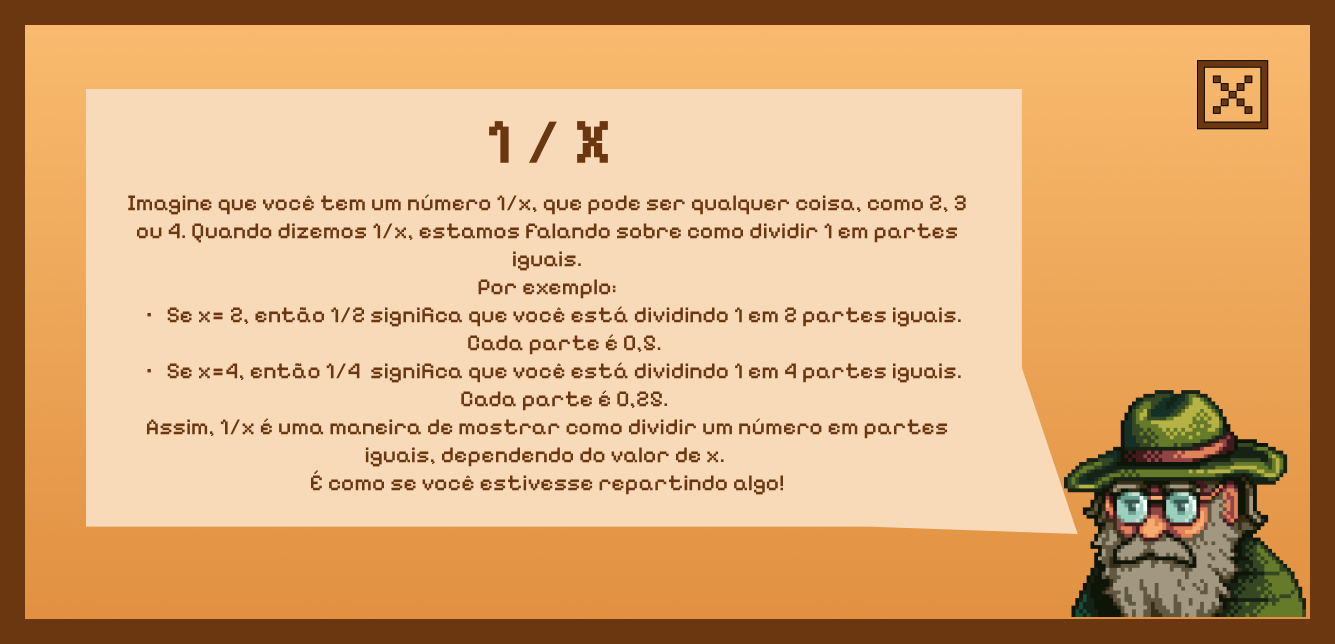 1/X
Imagine que você tem um número 1/x, que pode ser qualquer coisa, como 2, 3
ou 4. Quando dizemos 1/x, estamos falando sobre como dividir 1 em partes
iguais.
Por exemplo:
• Se x= 2, então 1/2 significa que você está dividindo 1 em 2 partes iguais.
Cada parte é 0,5.
• Se x=4, então 1/4 significa que você está dividindo 1 em 4 partes iguais.
Cada parte é 0,25.
Assim, 1/x é uma maneira de mostrar como dividir um número em partes
iguais, dependendo do valor de x.
É como se você estivesse repartindo algo!